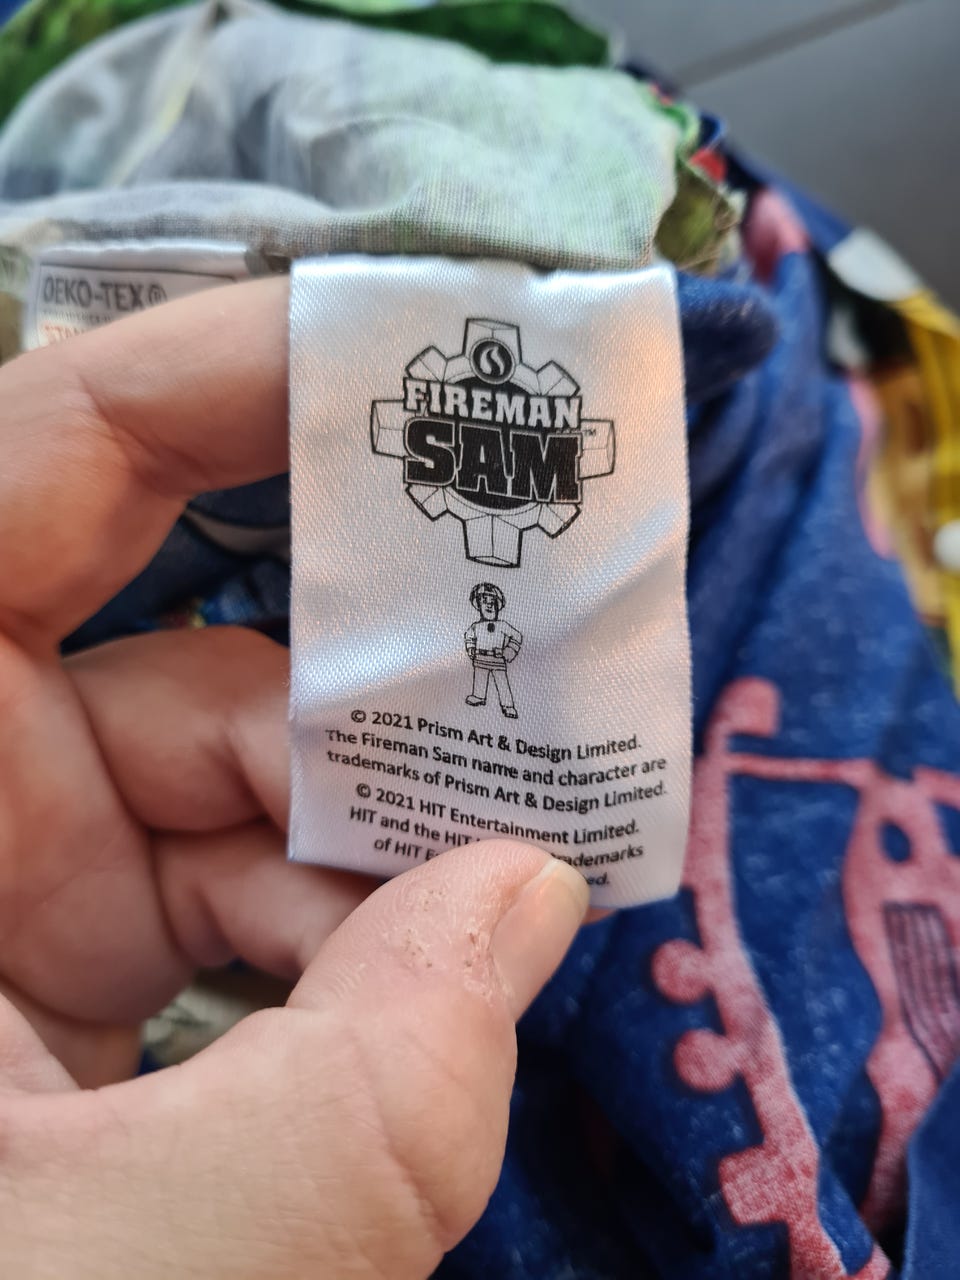 OEKO-TEX®
FIREMAN
SAM™
© 2021 Prism Art & Design Limited.
The Fireman Sam name and character are
trademarks of Prism Art & Design Limited.
© 2021 HIT Entertainment Limited.
HIT and the HIT
of HIT